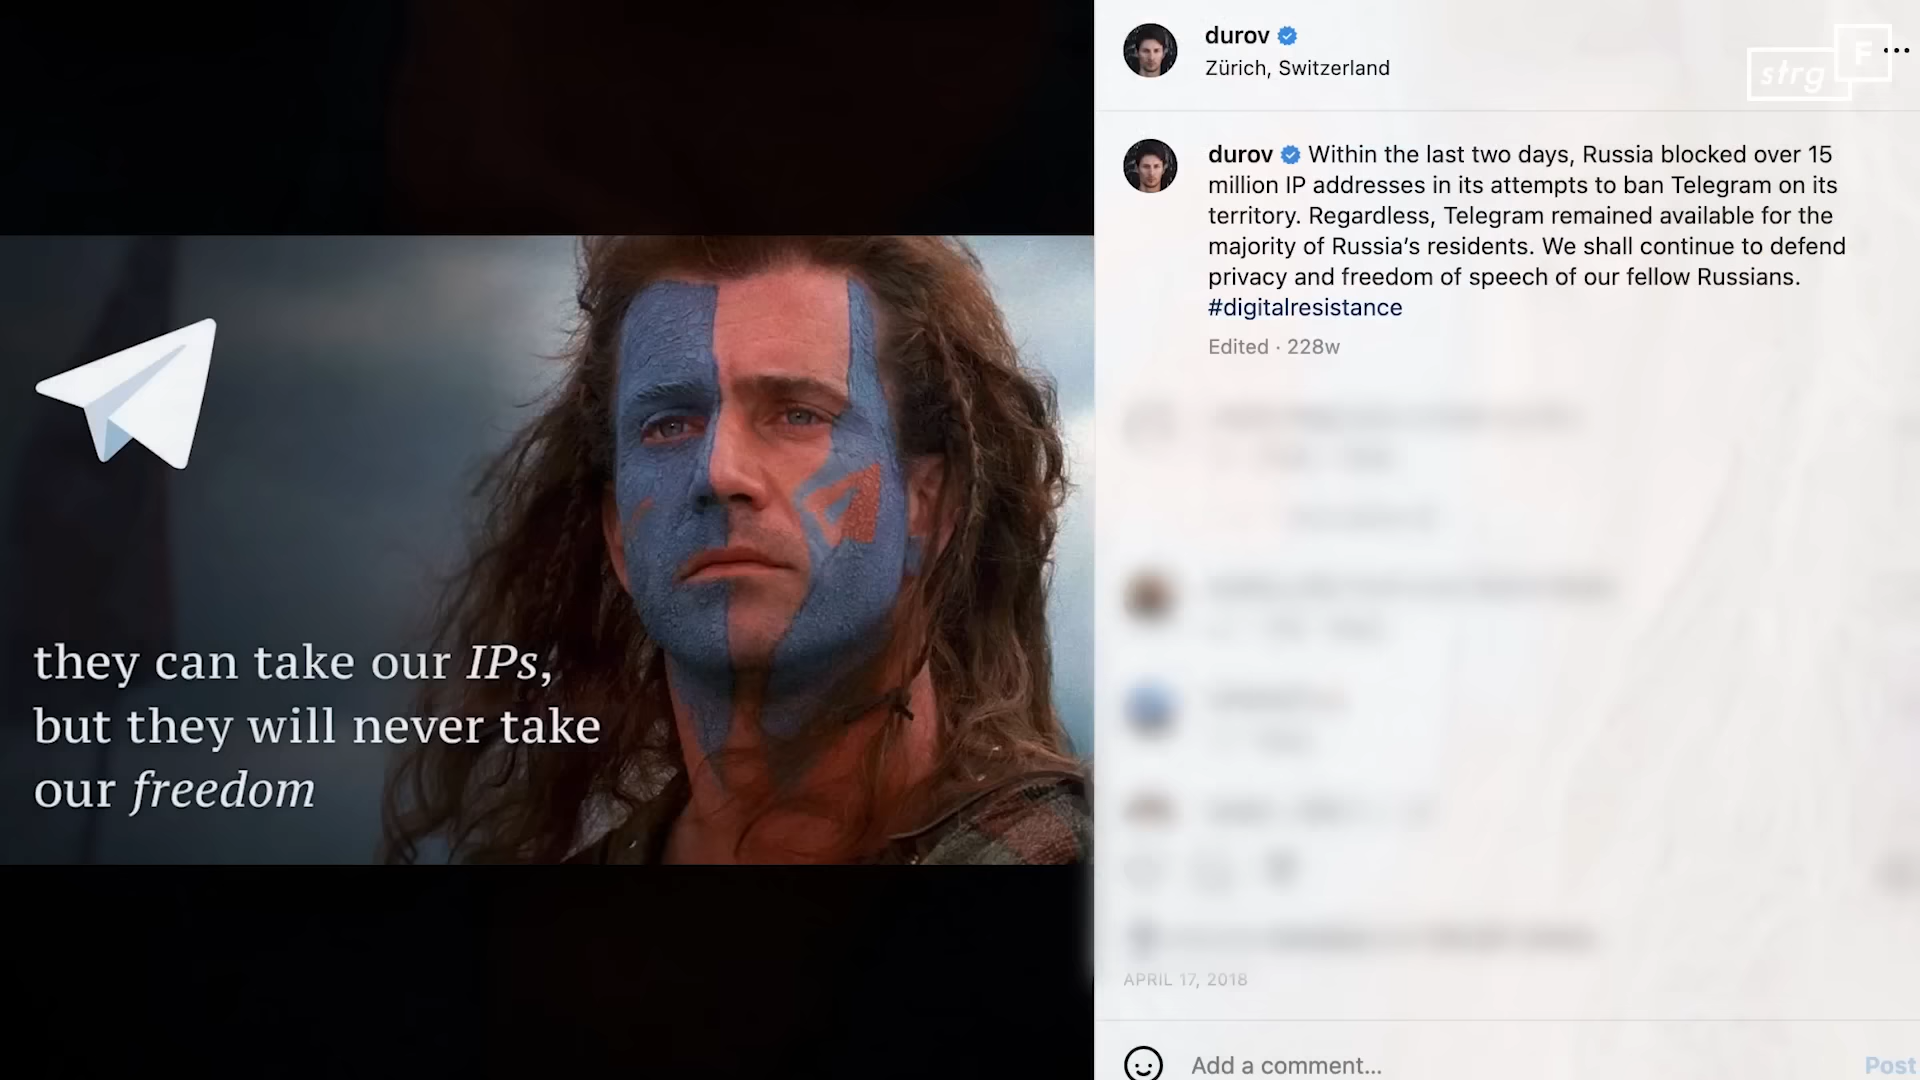 they can take our IPs,
but they will never take
our freedom
durov
Zürich, Switzerland
strg F
durov Within the last two days, Russia blocked over 15
million IP addresses in its attempts to ban Telegram on its
territory. Regardless, Telegram remained available for the
majority of Russia’s residents. We shall continue to defend
privacy and freedom of speech of our fellow Russians.
#digitalresistance
Edited · 228w
APRIL 17, 2018
Add a comment...
Post